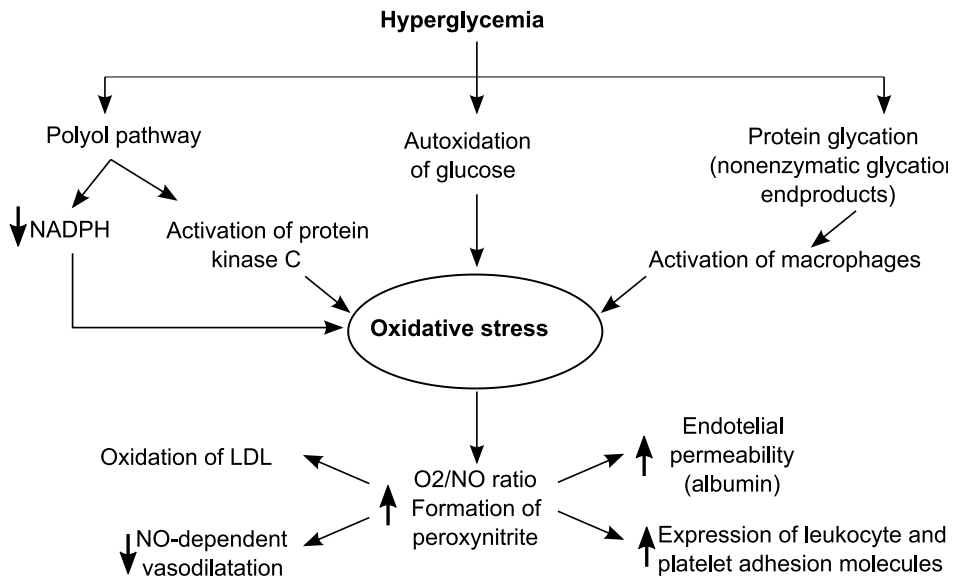 Hyperglycemia
Polyol pathway
Autoxidation
of glucose
Protein glycation
(nonenzymatic glycation
endproducts)
NADPH
Activation of protein
kinase C
Activation of macrophages
Oxidative stress
Oxidation of LDL
O2/NO ratio
Formation of
peroxynitrite
Endotelial
permeability
(albumin)
NO-dependent
vasodilatation
Expression of leukocyte and
platelet adhesion molecules